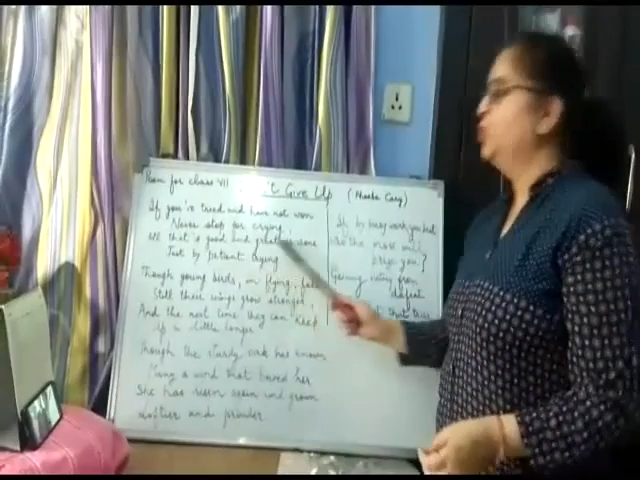 Poem for class VII
't Give Up (Phoebe Cary)
If you've tried and have not won
Never stop for crying
All that's good and great is done
Just by patient trying
Though young birds, in flying, fall
Still their wings grow stronger
And the next time they can keep
Up a little longer
Though the sturdy oak has known
Many a wind that bowed her
She has risen again and grown
loftier and prouder
If by easy work you beat
who the more will
prize you?
Gaining victory from
defeat
that tries